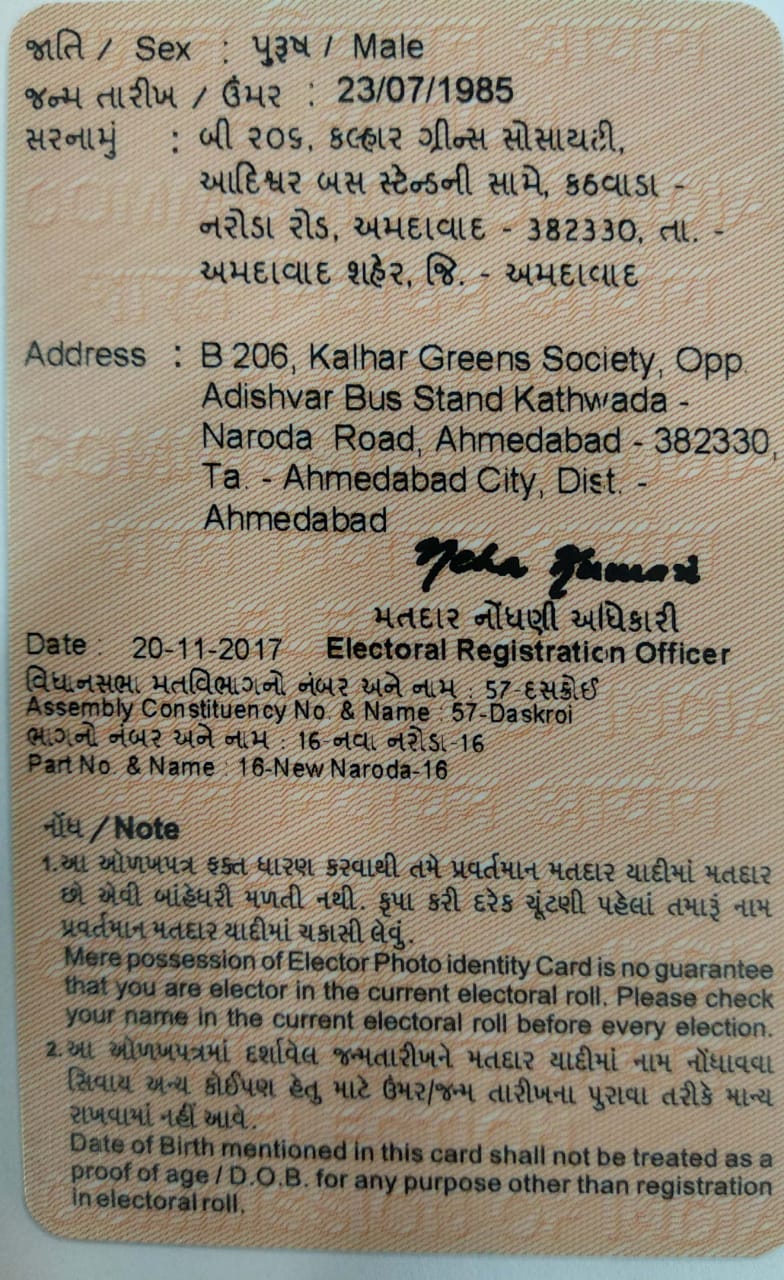 જાતિ / Sex : પુરૂષ / Male
જન્મ તારીખ / ઉંમર : 23/07/1985
સરનામું : બી ૨૦૬, કલ્હાર ગ્રીન્સ સોસાયટી,
આદિશ્વર બસ સ્ટેન્ડની સામે, કઠવાડા -
નરોડા રોડ, અમદાવાદ - 382330, તા. -
અમદાવાદ શહેર, જિ. - અમદાવાદ
Address : B 206, Kalhar Greens Society, Opp.
Adishvar Bus Stand Kathwada -
Naroda Road, Ahmedabad - 382330,
Ta. - Ahmedabad City, Dist. -
Ahmedabad
Neha Kumari
મતદાર નોંધણી અધિકારી
Date : 20-11-2017 Electoral Registration Officer
વિધાનસભા મતવિભાગનો નંબર અને નામ : 57-દસક્રોઈ
Assembly Constituency No. & Name : 57-Daskroi
ભાગનો નંબર અને નામ : 16-નવા નરોડા-16
Part No. & Name : 16-New Naroda-16
નોંધ / Note
1. આ ઓળખપત્ર ફક્ત ધારણ કરવાથી તમે પ્રવર્તમાન મતદાર યાદીમાં મતદાર
છો એવી બાંહેધરી મળતી નથી. કૃપા કરી દરેક ચૂંટણી પહેલાં તમારૂં નામ
પ્રવર્તમાન મતદાર યાદીમાં ચકાસી લેવું.
Mere possession of Elector Photo identity Card is no guarantee
that you are elector in the current electoral roll. Please check
your name in the current electoral roll before every election.
2. આ ઓળખપત્રમાં દર્શાવેલ જન્મતારીખને મતદાર યાદીમાં નામ નોંધાવવા
સિવાય અન્ય કોઈપણ હેતુ માટે ઉંમર/જન્મ તારીખના પુરાવા તરીકે માન્ય
રાખવામાં નહીં આવે.
Date of Birth mentioned in this card shall not be treated as a
proof of age / D.O.B. for any purpose other than registration
in electoral roll.